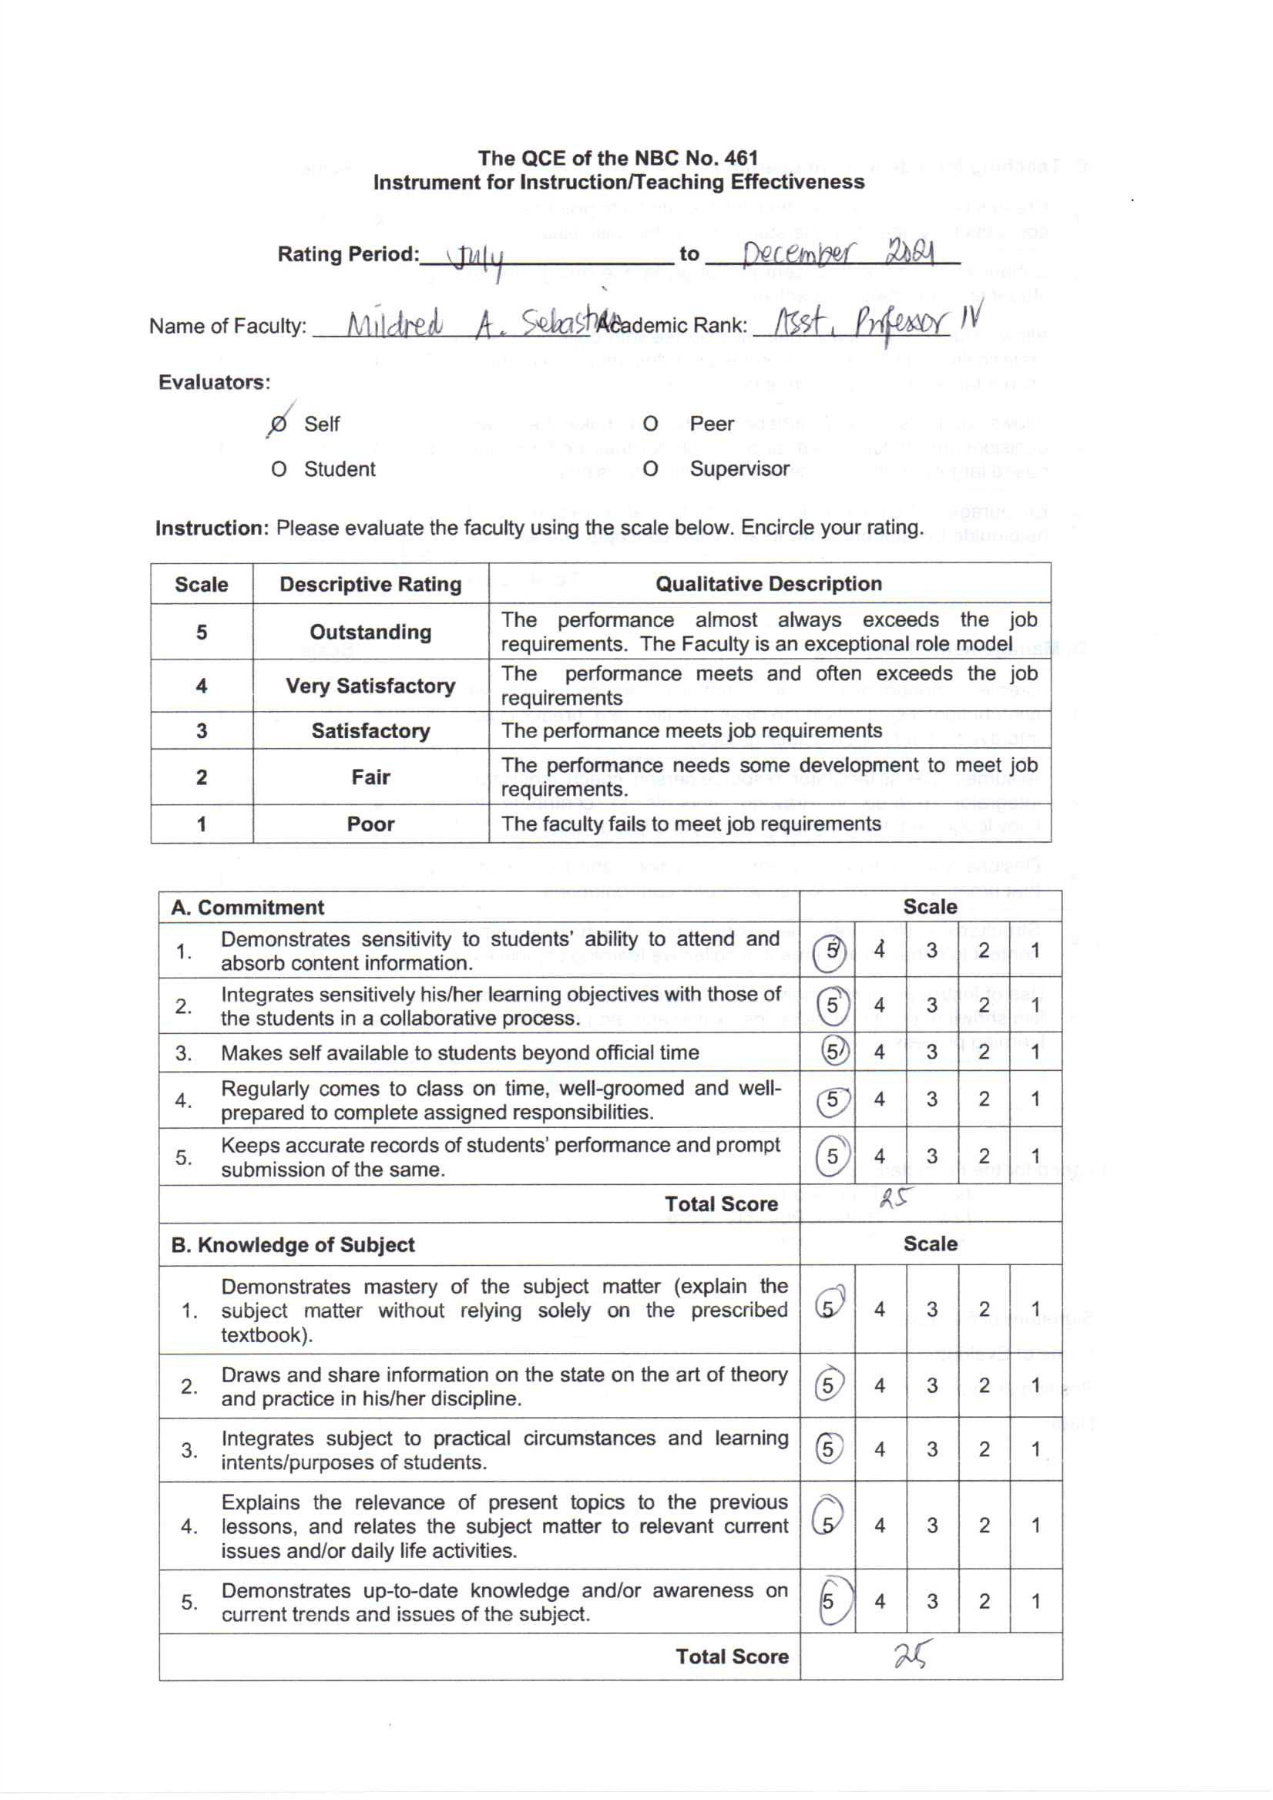 The QCE of the NBC No. 461
Instrument for Instruction/Teaching Effectiveness
Rating Period: July to December 2021
Name of Faculty: Mildred A. Sebastian Academic Rank: Asst. Professor IV
Evaluators:
Self O Peer
O Student O Supervisor
Instruction: Please evaluate the faculty using the scale below. Encircle your rating.
Scale Descriptive Rating Qualitative Description
5 Outstanding The performance almost always exceeds the job
requirements. The Faculty is an exceptional role model
4 Very Satisfactory The performance meets and often exceeds the job
requirements
3 Satisfactory The performance meets job requirements
2 Fair The performance needs some development to meet job
requirements.
1 Poor The faculty fails to meet job requirements
A. Commitment Scale
1. Demonstrates sensitivity to students' ability to attend and
absorb content information. 5 4 3 2 1
2. Integrates sensitively his/her learning objectives with those of
the students in a collaborative process. 5 4 3 2 1
3. Makes self available to students beyond official time 5 4 3 2 1
4. Regularly comes to class on time, well-groomed and well-
prepared to complete assigned responsibilities. 5 4 3 2 1
5. Keeps accurate records of students' performance and prompt
submission of the same. 5 4 3 2 1
Total Score 25
B. Knowledge of Subject Scale
Demonstrates mastery of the subject matter (explain the
1. subject matter without relying solely on the prescribed 5 4 3 2 1
textbook).
2. Draws and share information on the state on the art of theory
and practice in his/her discipline. 5 4 3 2 1
3. Integrates subject to practical circumstances and learning
intents/purposes of students. 5 4 3 2 1
Explains the relevance of present topics to the previous
4. lessons, and relates the subject matter to relevant current 5 4 3 2 1
issues and/or daily life activities.
5. Demonstrates up-to-date knowledge and/or awareness on
current trends and issues of the subject. 5 4 3 2 1
Total Score 25